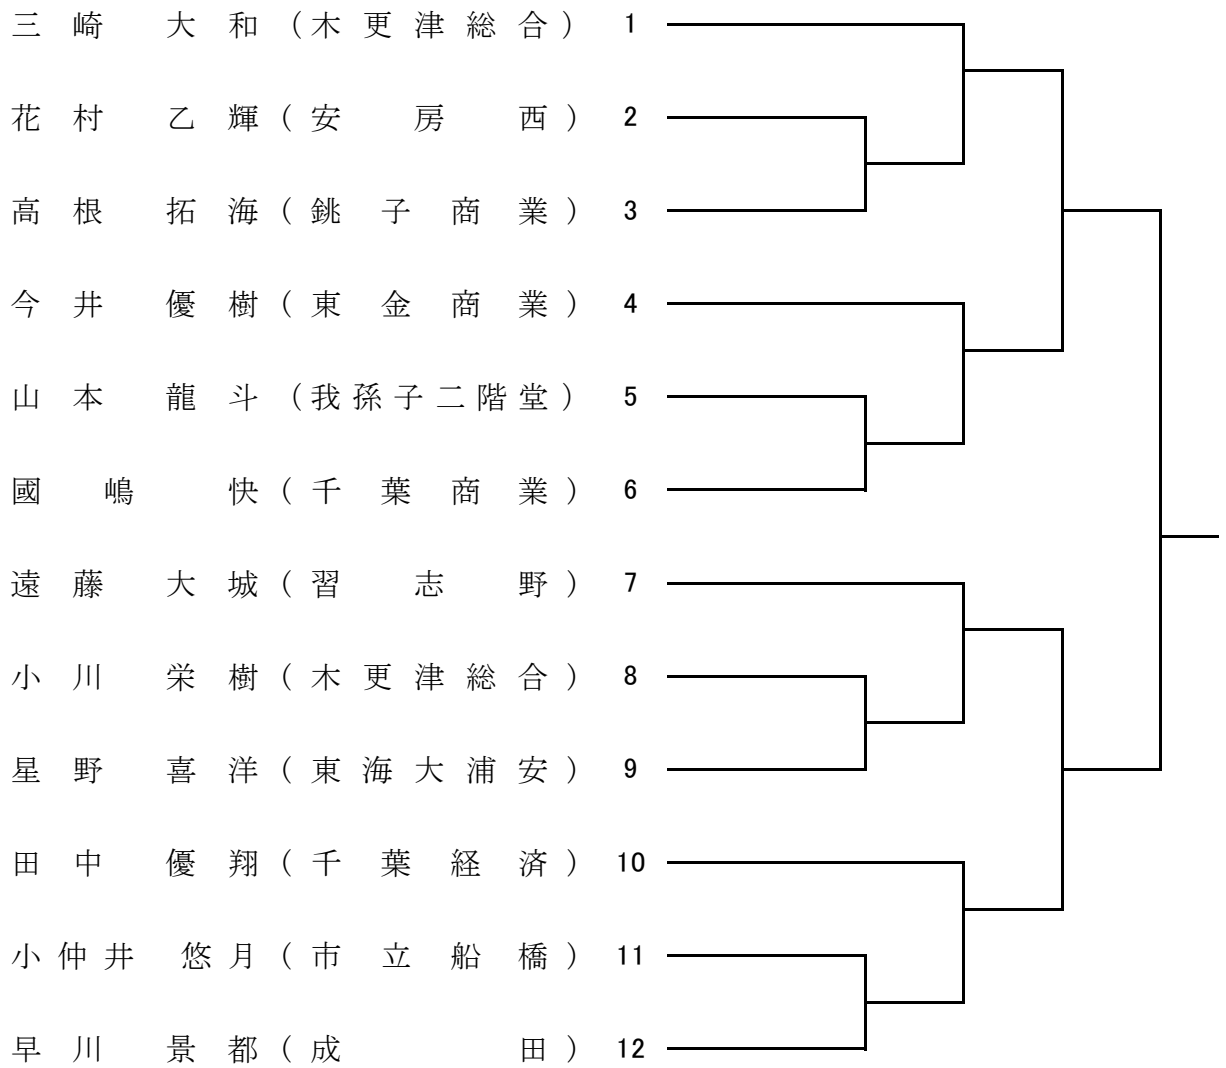 三崎 大和（木更津総合） 1
花村 乙輝（安房西） 2
高根 拓海（銚子商業） 3
今井 優樹（東金商業） 4
山本 龍斗（我孫子二階堂） 5
國嶋 快（千葉商業） 6
遠藤 大城（習志野） 7
小川 栄樹（木更津総合） 8
星野 喜洋（東海大浦安） 9
田中 優翔（千葉経済） 10
小仲井 悠月（市立船橋） 11
早川 景都（成田） 12